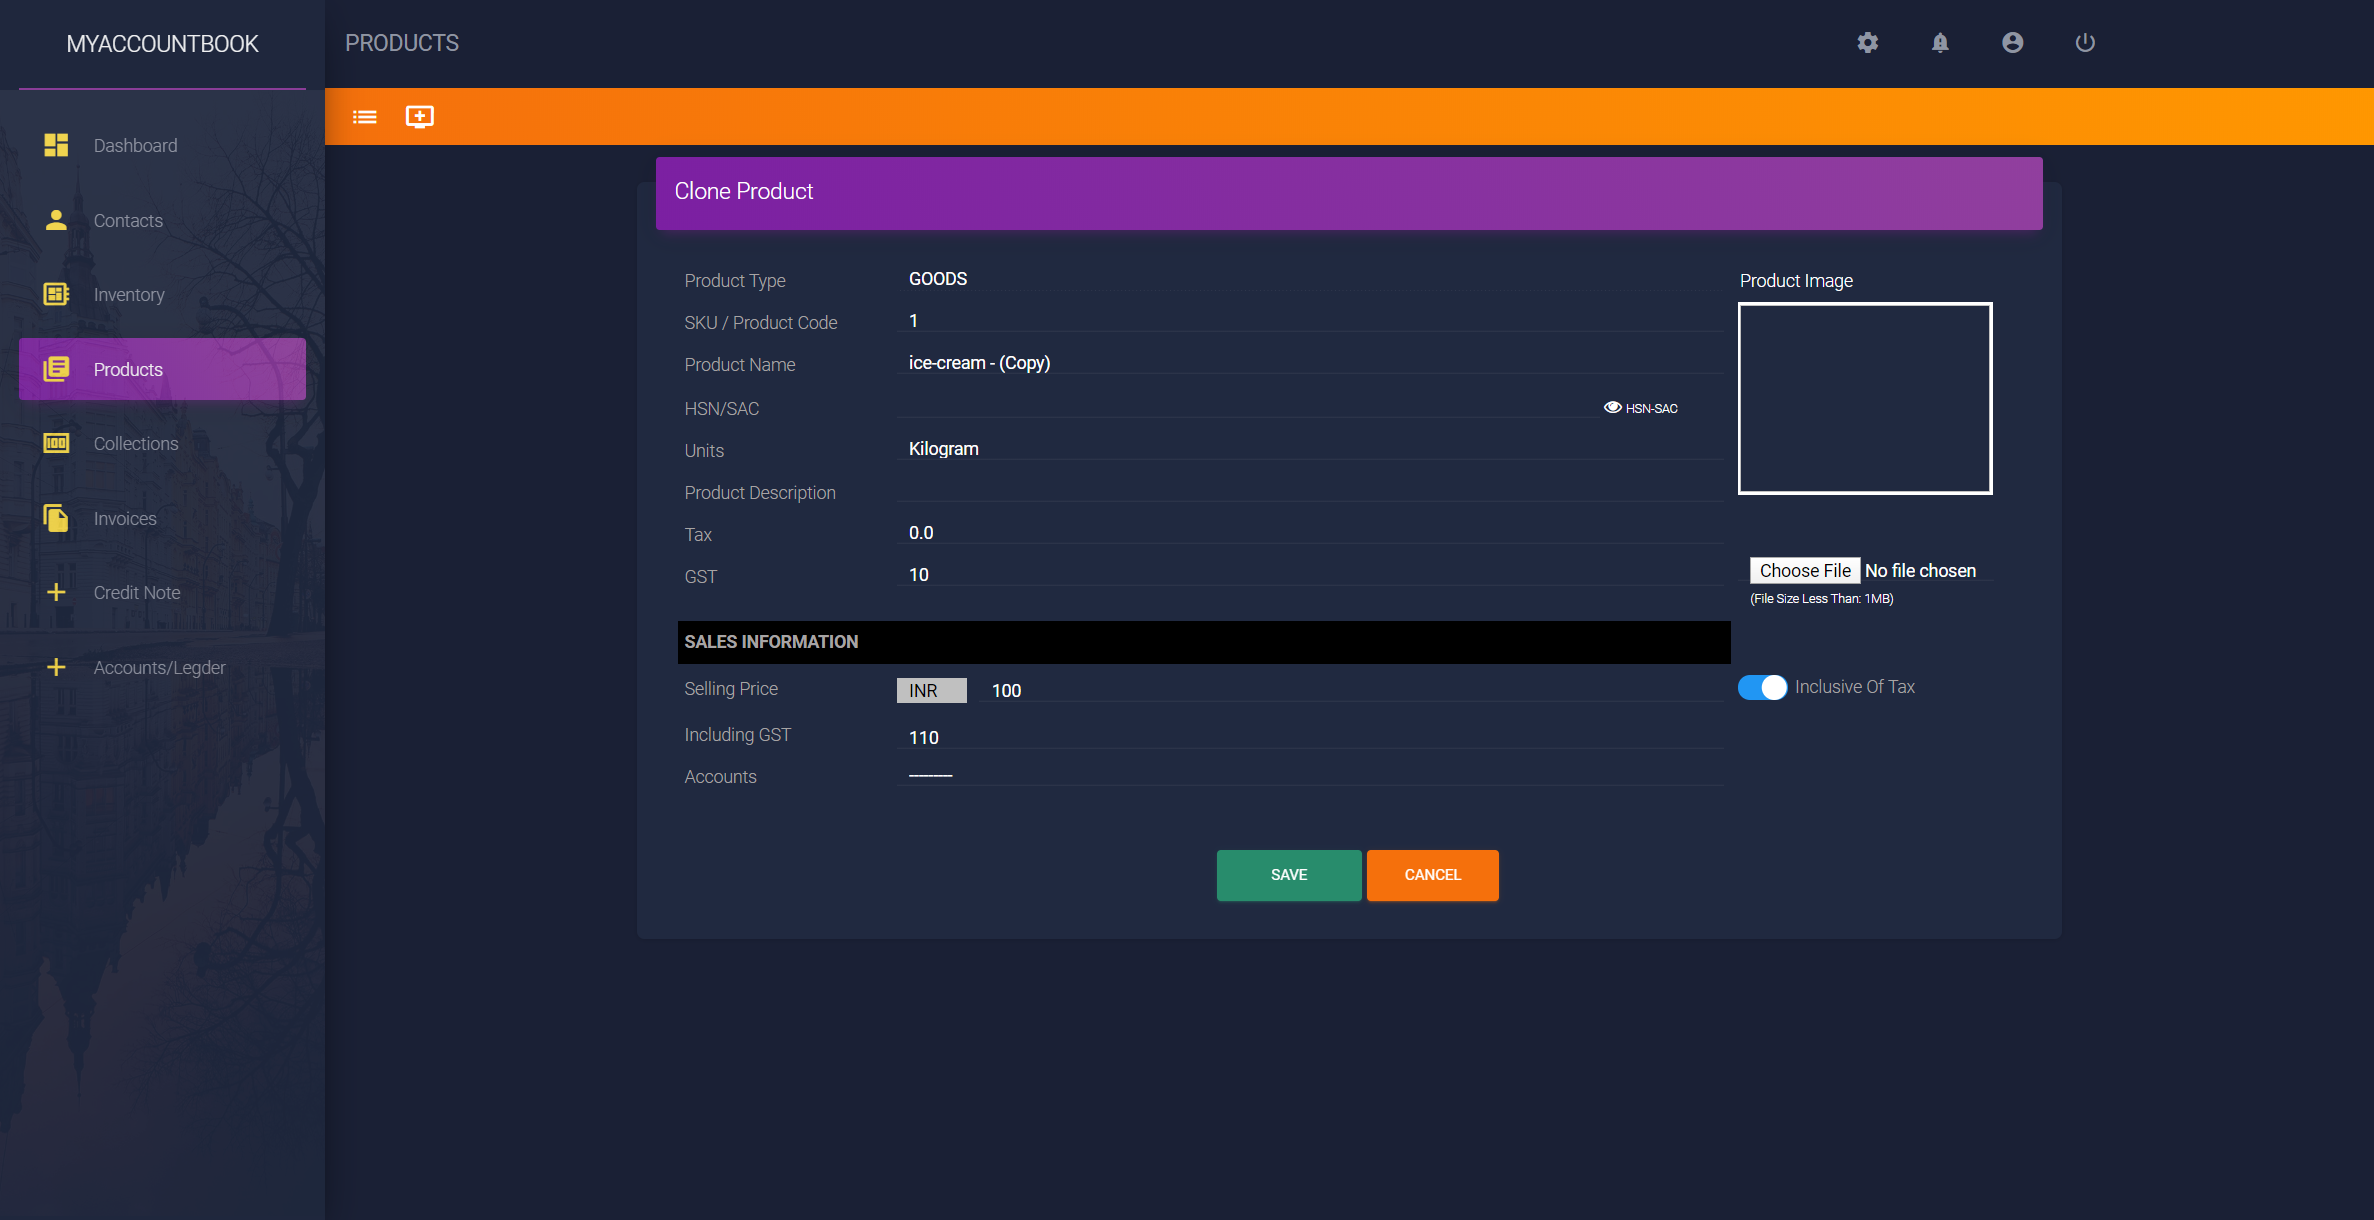 MYACCOUNTBOOK
PRODUCTS
Dashboard
Contacts
Inventory
Products
Collections
Invoices
Credit Note
Accounts/Legder
Clone Product
Product Type GOODS
Product Image
SKU / Product Code 1
Product Name ice-cream - (Copy)
HSN/SAC HSN-SAC
Units Kilogram
Product Description
Tax 0.0
GST 10
Choose File No file chosen
(File Size Less Than: 1MB)
SALES INFORMATION
Selling Price INR 100 Inclusive Of Tax
Including GST 110
Accounts ---------
SAVE CANCEL